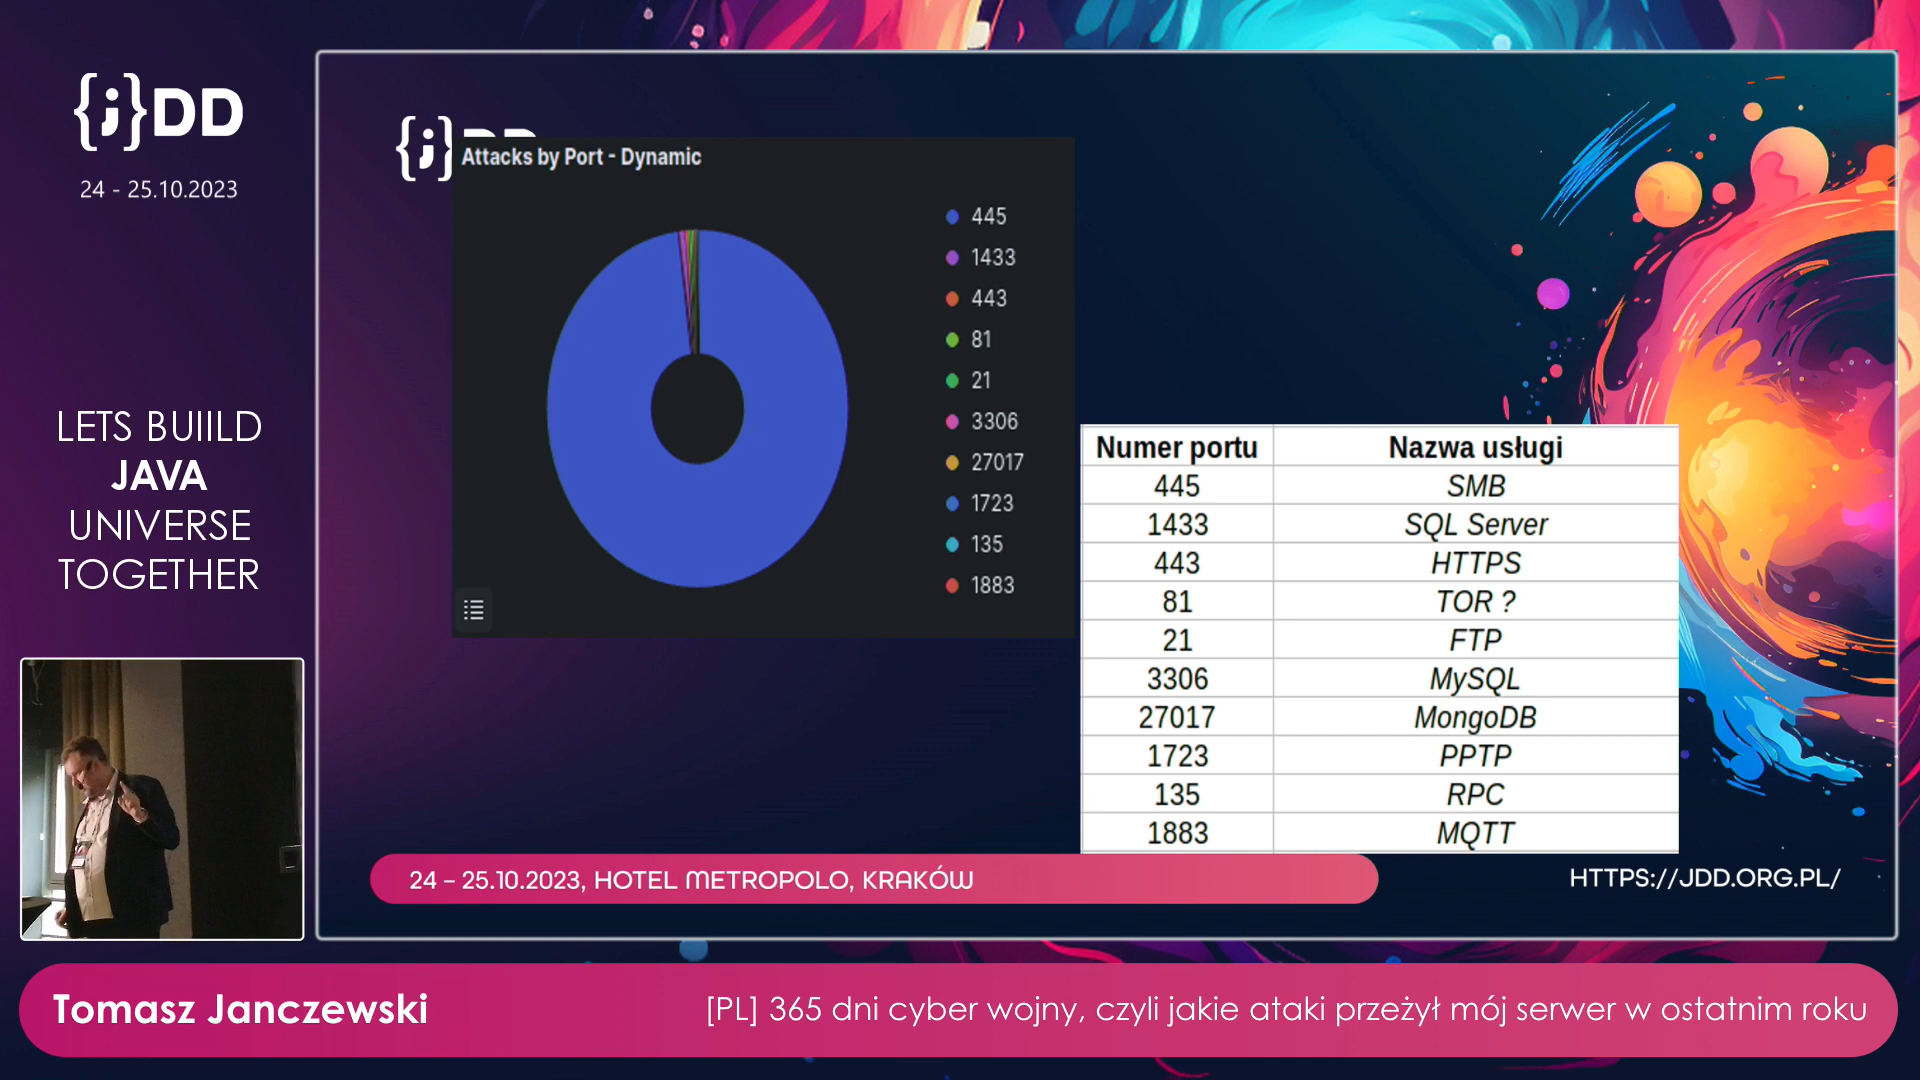 {j}DD
24 - 25.10.2023
LETS BUIILD
JAVA
UNIVERSE
TOGETHER
{j}DD
Attacks by Port - Dynamic
445
1433
443
81
21
3306
27017
1723
135
1883
Numer portu Nazwa usługi
445 SMB
1433 SQL Server
443 HTTPS
81 TOR ?
21 FTP
3306 MySQL
27017 MongoDB
1723 PPTP
135 RPC
1883 MQTT
24 – 25.10.2023, HOTEL METROPOLO, KRAKÓW
HTTPS://JDD.ORG.PL/
Tomasz Janczewski
[PL] 365 dni cyber wojny, czyli jakie ataki przeżył mój serwer w ostatnim roku